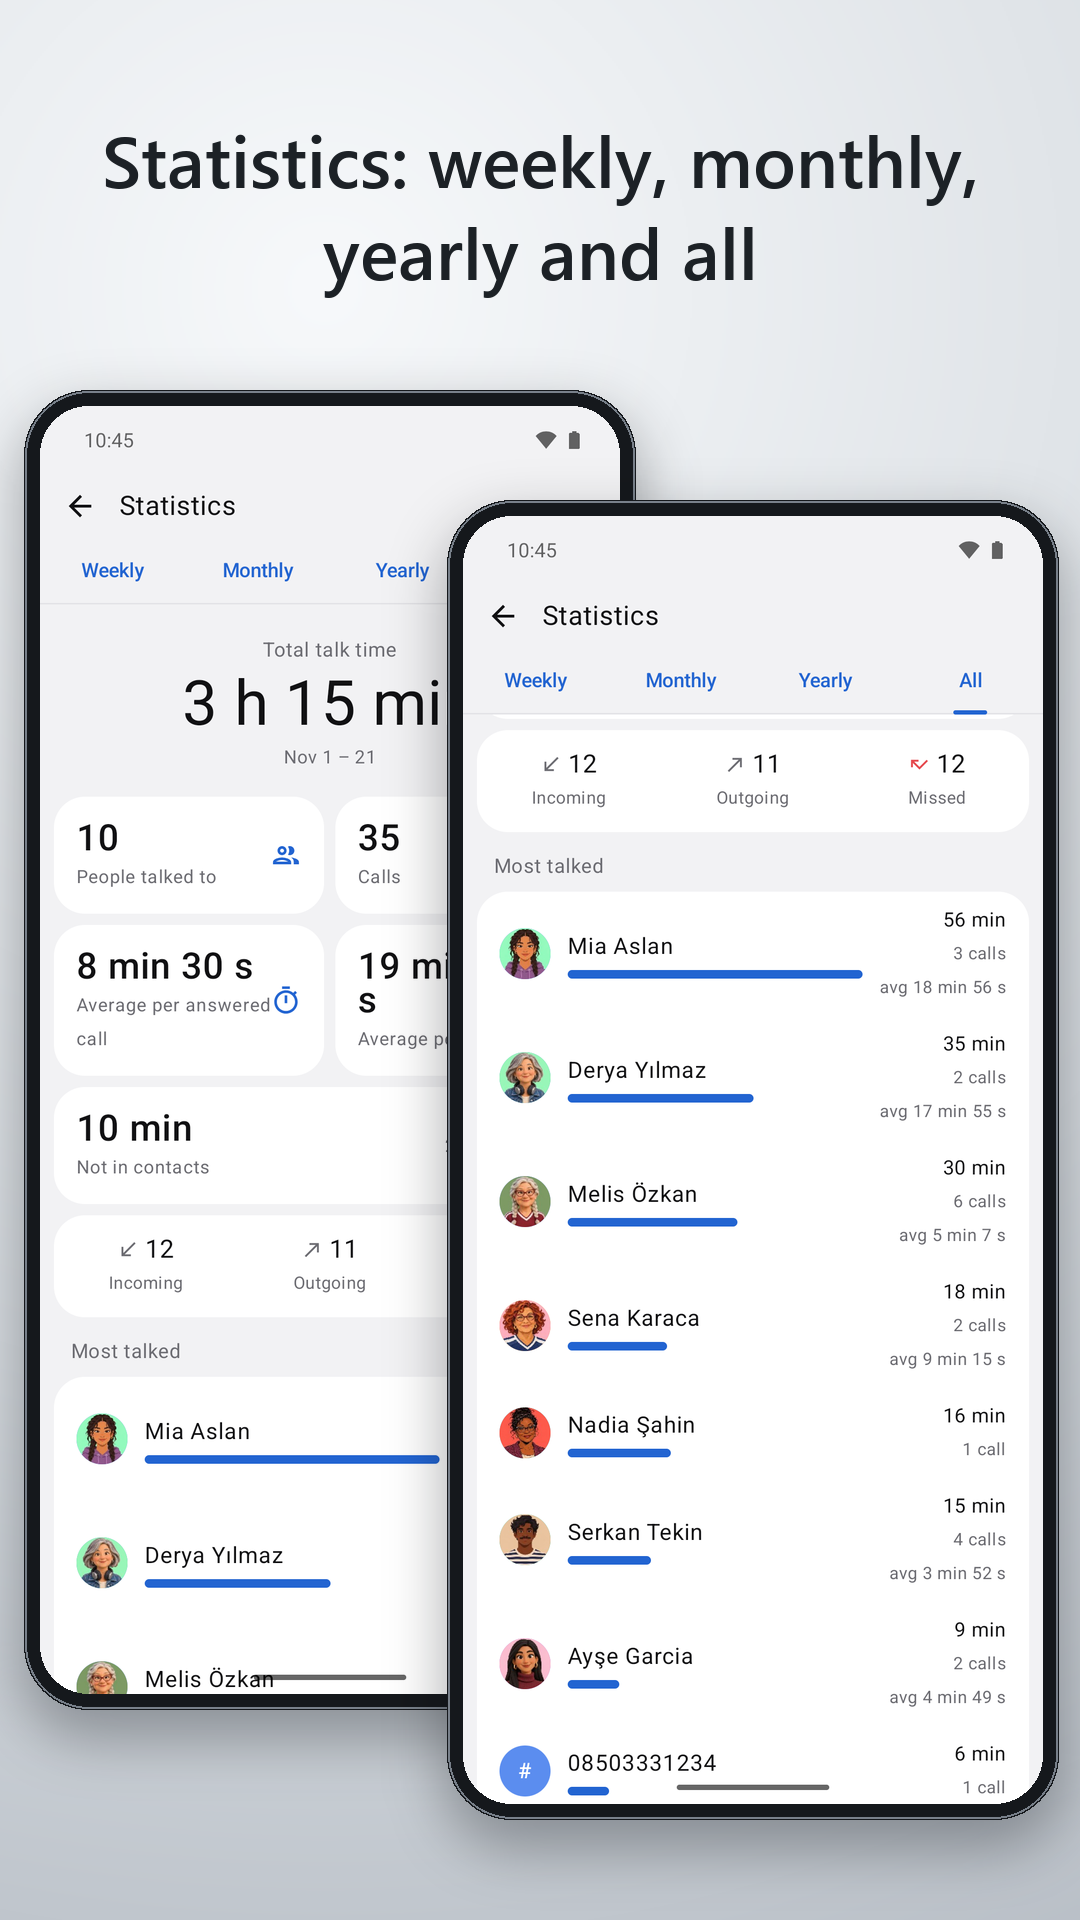 Statistics: weekly, monthly,
yearly and all
10:45
Statistics
Weekly Monthly Yearly
Total talk time
3 h 15 mi
Nov 1 – 21
10
People talked to
35
Calls
8 min 30 s
Average per answered
call
19 mi
s
Average
10 min
Not in contacts
12
Incoming
11
Outgoing
Most talked
Mia Aslan
Derya Yılmaz
Melis Özkan
10:45
Statistics
Weekly Monthly Yearly All
12
Incoming
11
Outgoing
12
Missed
Most talked
Mia Aslan
56 min
3 calls
avg 18 min 56 s
Derya Yılmaz
35 min
2 calls
avg 17 min 55 s
Melis Özkan
30 min
6 calls
avg 5 min 7 s
Sena Karaca
18 min
2 calls
avg 9 min 15 s
Nadia Şahin
16 min
1 call
Serkan Tekin
15 min
4 calls
avg 3 min 52 s
Ayşe Garcia
9 min
2 calls
avg 4 min 49 s
#
08503331234
6 min
1 call